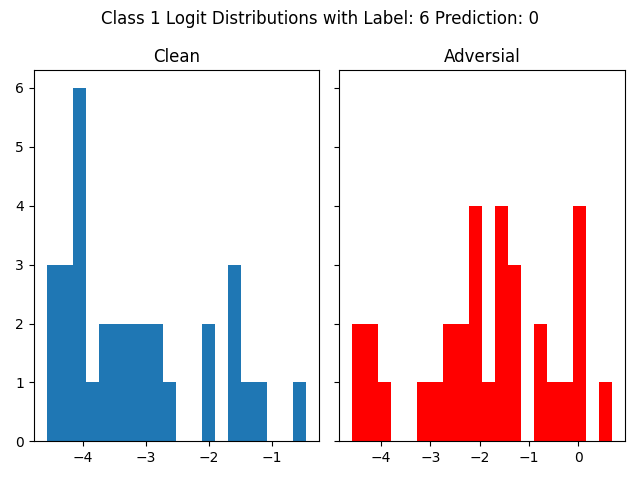 Class 1 Logit Distributions with Label: 6 Prediction: 0
Clean
Adversial
6
5
4
3
2
1
0
−4 −3 −2 −1
−4 −3 −2 −1 0